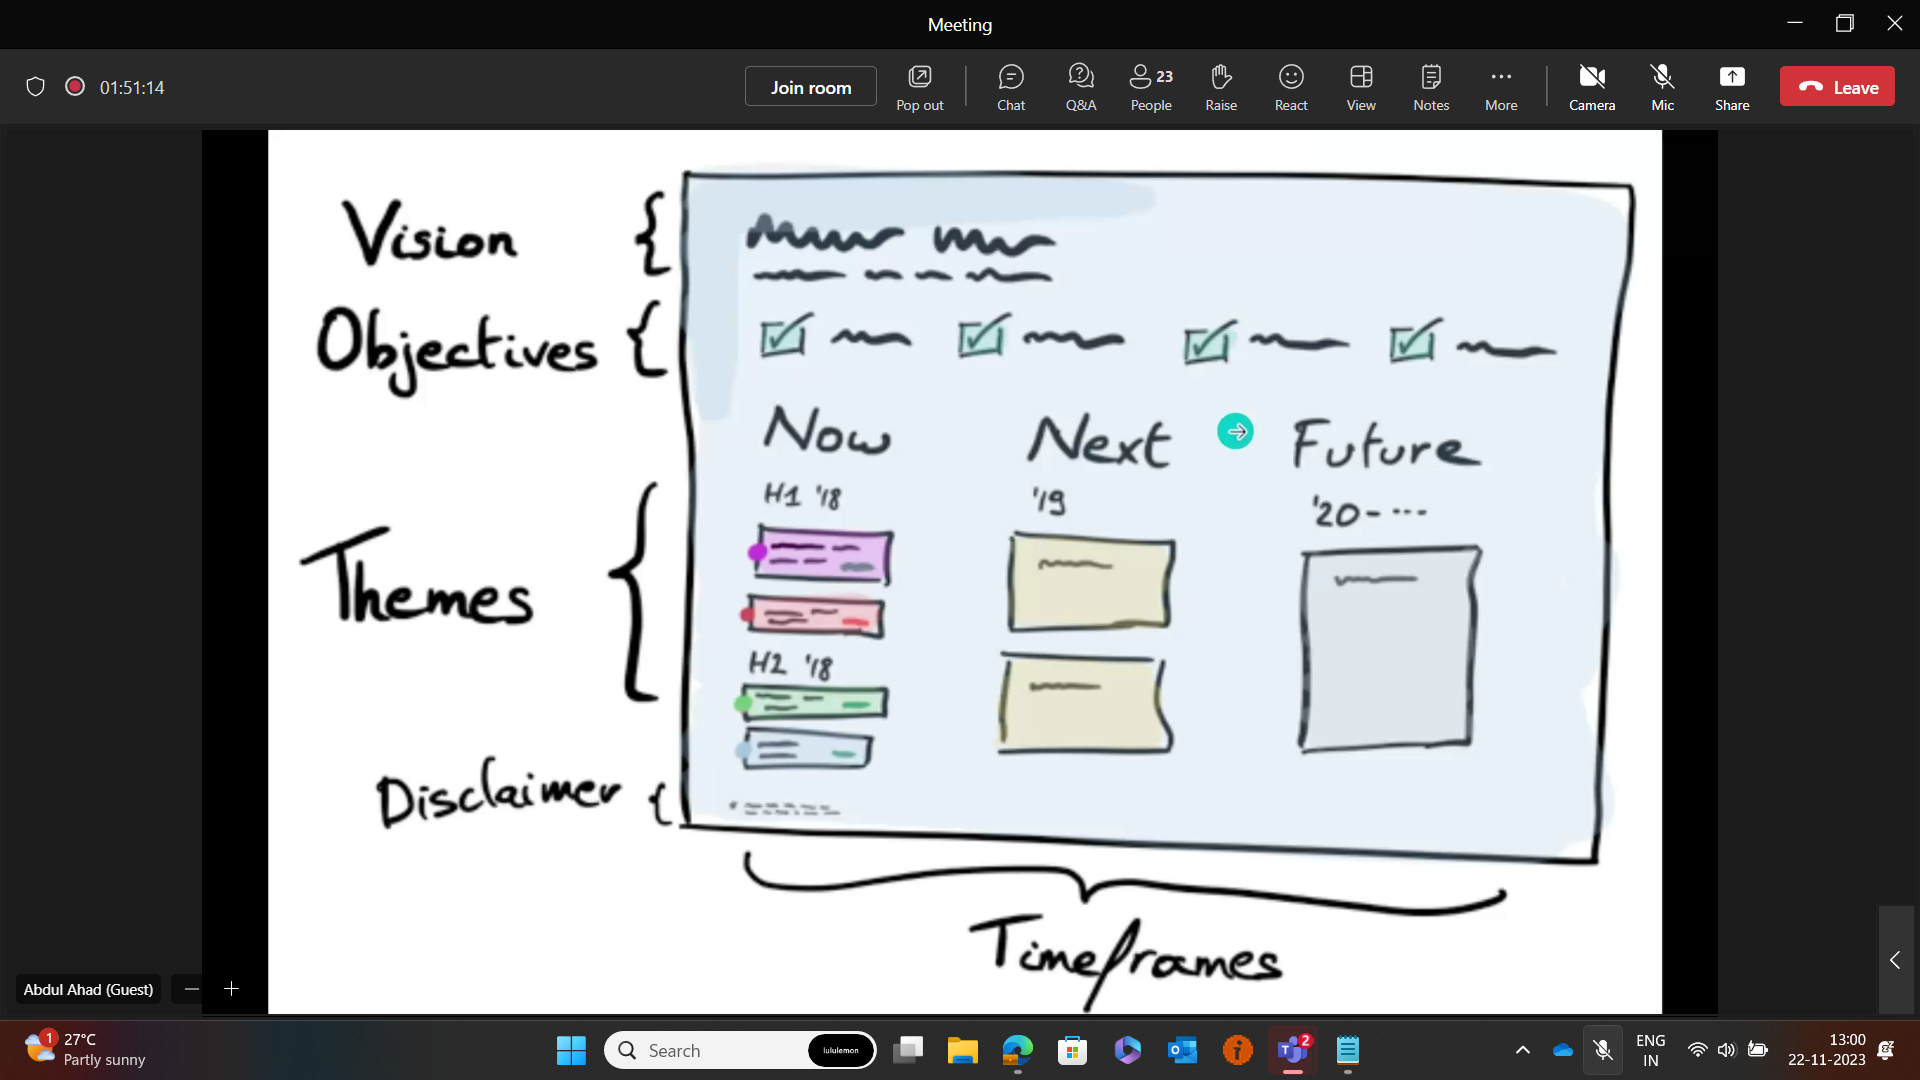 Meeting
01:51:14
Join room
Pop out
Chat
Q&A
23
People
Raise
React
View
Notes
More
Camera
Mic
Share
Leave
Vision
Objectives
Now Next Future
H1 '18 '19 '20- ...
Themes
H2 '18
Disclaimer
Timeframes
Abdul Ahad (Guest)
1
27°C
Partly sunny
Search
lululemon
2
ENG
IN
13:00
22-11-2023